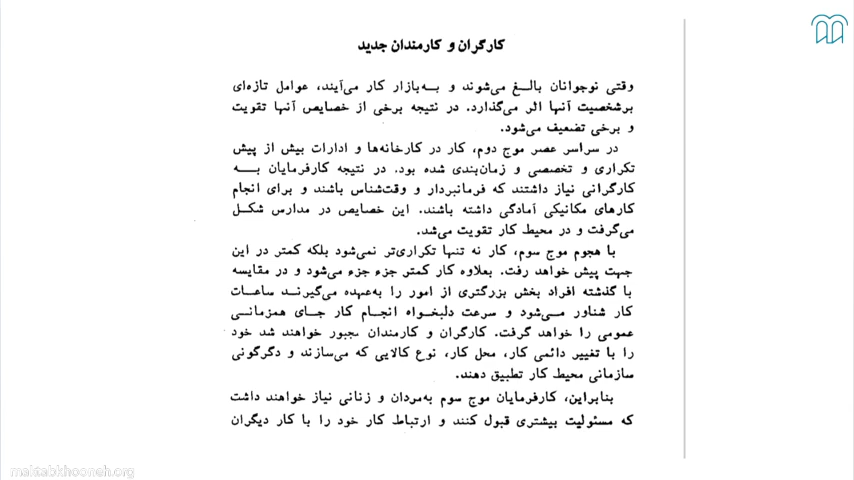 کارگران و کارمندان جدید
وقتی نوجوانان بالغ می‌شوند و به‌بازار کار می‌آیند، عوامل تازه‌ای
برشخصیت آنها اثر می‌گذارد. در نتیجه برخی از خصایص آنها تقویت
و برخی تضعیف می‌شود.
در سراسر عصر موج دوم، کار در کارخانه‌ها و ادارات بیش از پیش
تکراری و تخصصی و زمان‌بندی شده بود. در نتیجه کارفرمایان به
کارگرانی نیاز داشتند که فرمانبردار و وقت‌شناس باشند و برای انجام
کارهای مکانیکی آمادگی داشته باشند. این خصایص در مدارس شکل
می‌گرفت و در محیط کار تقویت می‌شد.
با هجوم موج سوم، کار نه تنها تکراری‌تر نمی‌شود بلکه کمتر در این
جهت پیش خواهد رفت. بعلاوه کار کمتر جزء جزء می‌شود و در مقایسه
با گذشته افراد بخش بزرگتری از امور را به‌عهده می‌گیرند ساعات
کار شناور می‌شود و سرعت دلبخواه انجام کار جای همزمانی
عمومی را خواهد گرفت. کارگران و کارمندان مجبور خواهند شد خود
را با تغییر دائمی کار، محل کار، نوع کالایی که می‌سازند و دگرگونی
سازمانی محیط کار تطبیق دهند.
بنابراین، کارفرمایان موج سوم به‌مردان و زنانی نیاز خواهند داشت
که مسئولیت بیشتری قبول کنند و ارتباط کار خود را با کار دیگران
maktabkhooneh.org